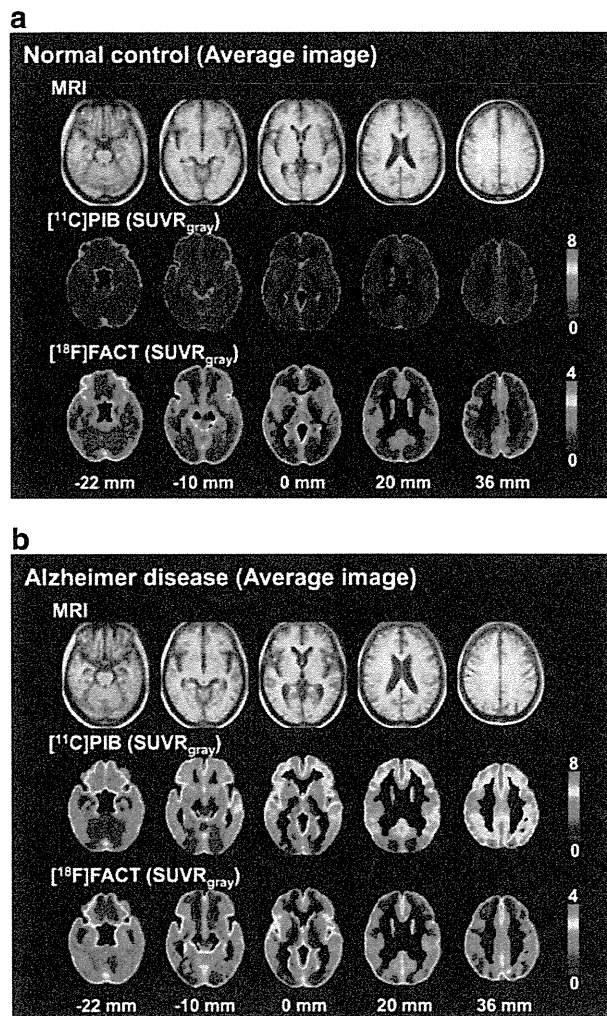 a
Normal control (Average image)
MRI
[11C]PIB (SUVRgray)
8
0
[18F]FACT (SUVRgray)
4
0
-22 mm -10 mm 0 mm 20 mm 36 mm
b
Alzheimer disease (Average image)
MRI
[11C]PIB (SUVRgray)
8
0
[18F]FACT (SUVRgray)
4
0
-22 mm -10 mm 0 mm 20 mm 36 mm